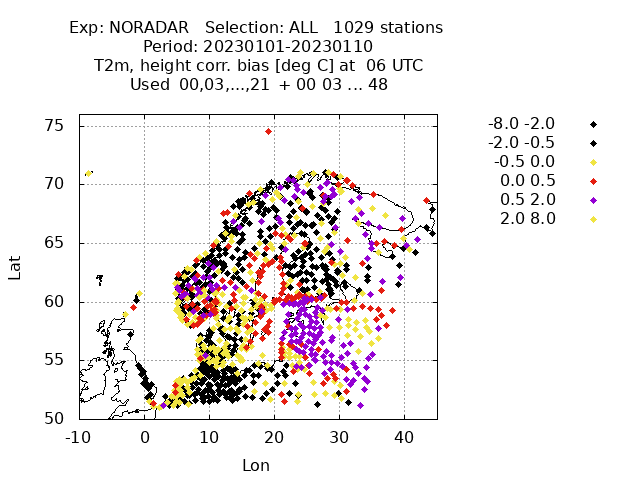 Exp: NORADAR   Selection: ALL   1029 stations
Period: 20230101-20230110
T2m, height corr. bias [deg C] at  06 UTC
Used  00,03,...,21  + 00 03 ... 48
-8.0 -2.0
-2.0 -0.5
-0.5 0.0
0.0 0.5
0.5 2.0
2.0 8.0
75
70
65
60
55
50
Lat
-10 0 10 20 30 40
Lon